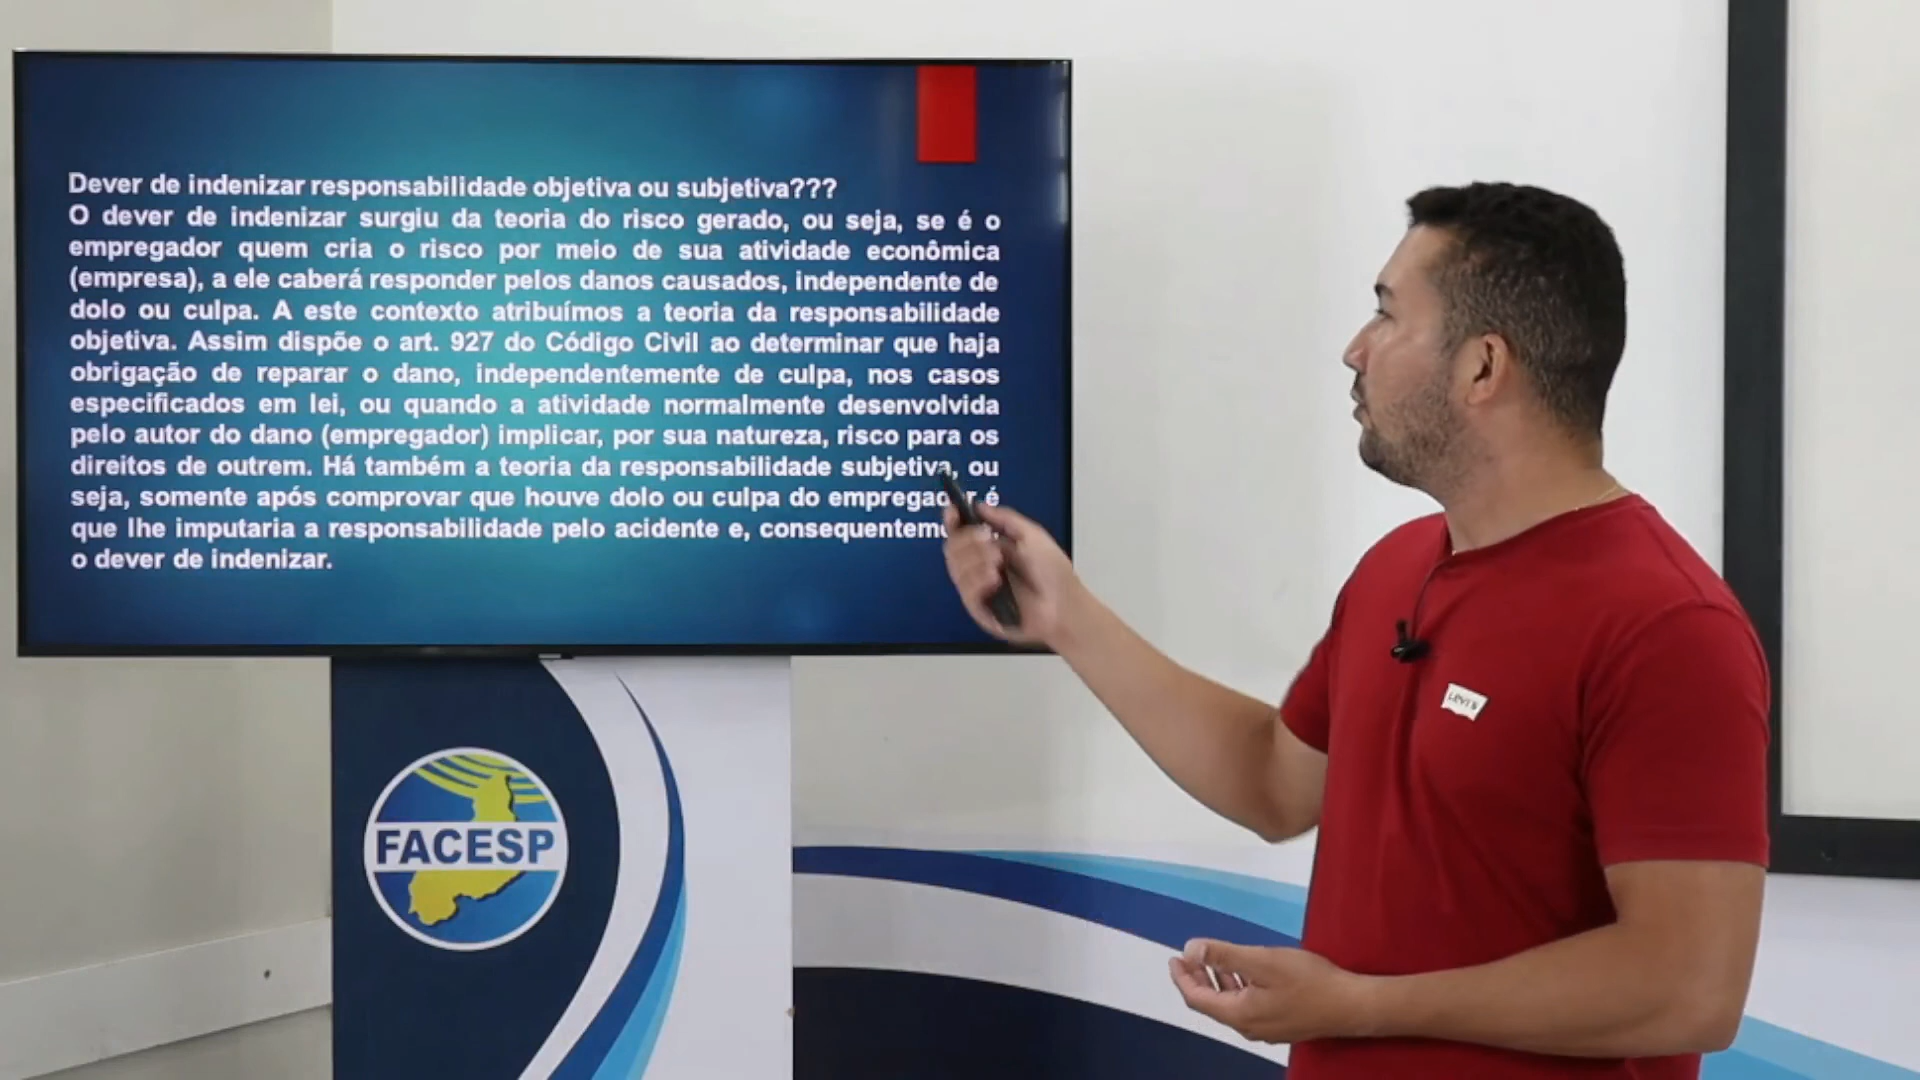 Dever de indenizar responsabilidade objetiva ou subjetiva???
O dever de indenizar surgiu da teoria do risco gerado, ou seja, se é o
empregador quem cria o risco por meio de sua atividade econômica
(empresa), a ele caberá responder pelos danos causados, independente de
dolo ou culpa. A este contexto atribuímos a teoria da responsabilidade
objetiva. Assim dispõe o art. 927 do Código Civil ao determinar que haja
obrigação de reparar o dano, independentemente de culpa, nos casos
especificados em lei, ou quando a atividade normalmente desenvolvida
pelo autor do dano (empregador) implicar, por sua natureza, risco para os
direitos de outrem. Há também a teoria da responsabilidade subjetiva, ou
seja, somente após comprovar que houve dolo ou culpa do empregador é
que lhe imputaria a responsabilidade pelo acidente e,
o dever de indenizar.
FACESP
Levi's